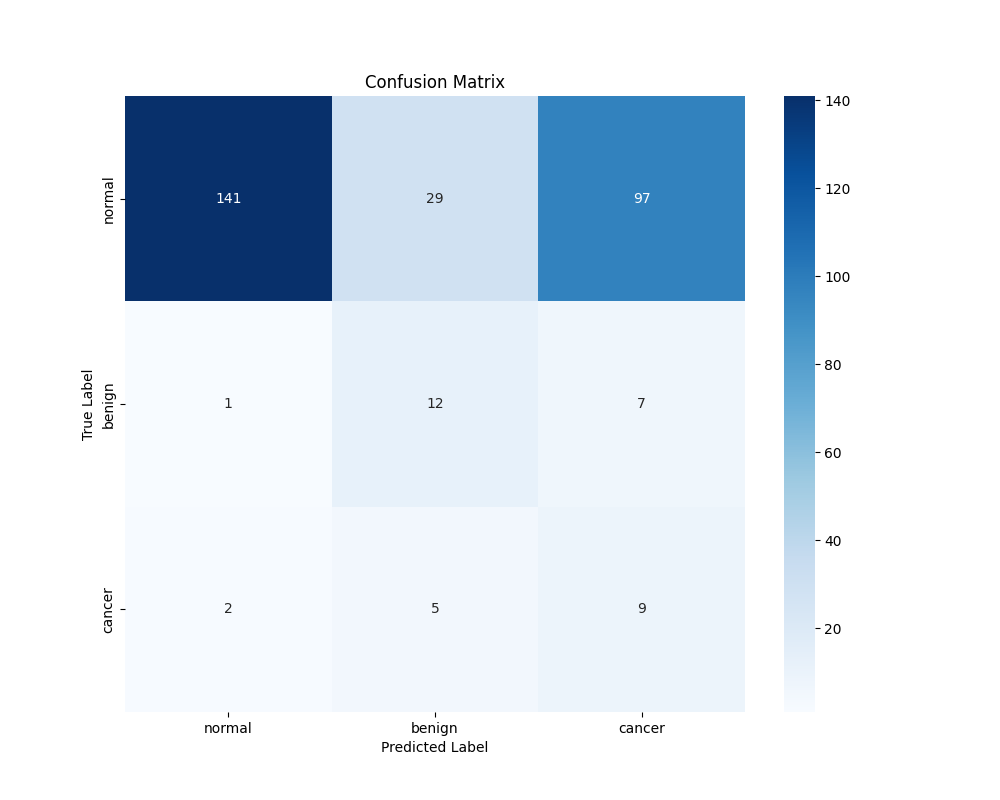 Confusion Matrix
True Label
normal
benign
cancer
141 29 97
1 12 7
2 5 9
normal benign cancer
Predicted Label
140
120
100
80
60
40
20